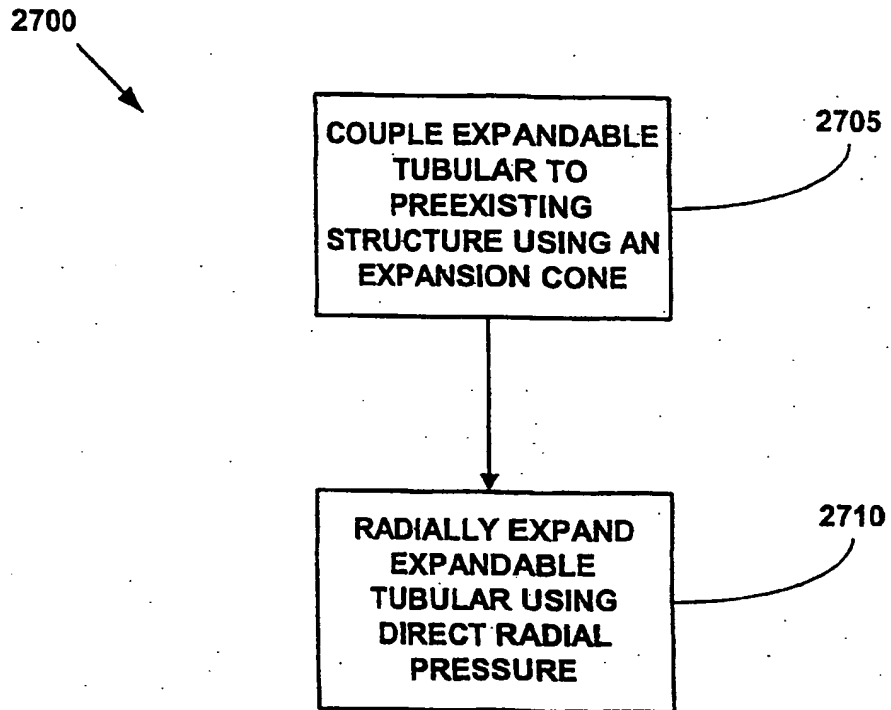 2700
COUPLE EXPANDABLE
TUBULAR TO
PREEXISTING
STRUCTURE USING AN
EXPANSION CONE
2705
RADIALLY EXPAND
EXPANDABLE
TUBULAR USING
DIRECT RADIAL
PRESSURE
2710